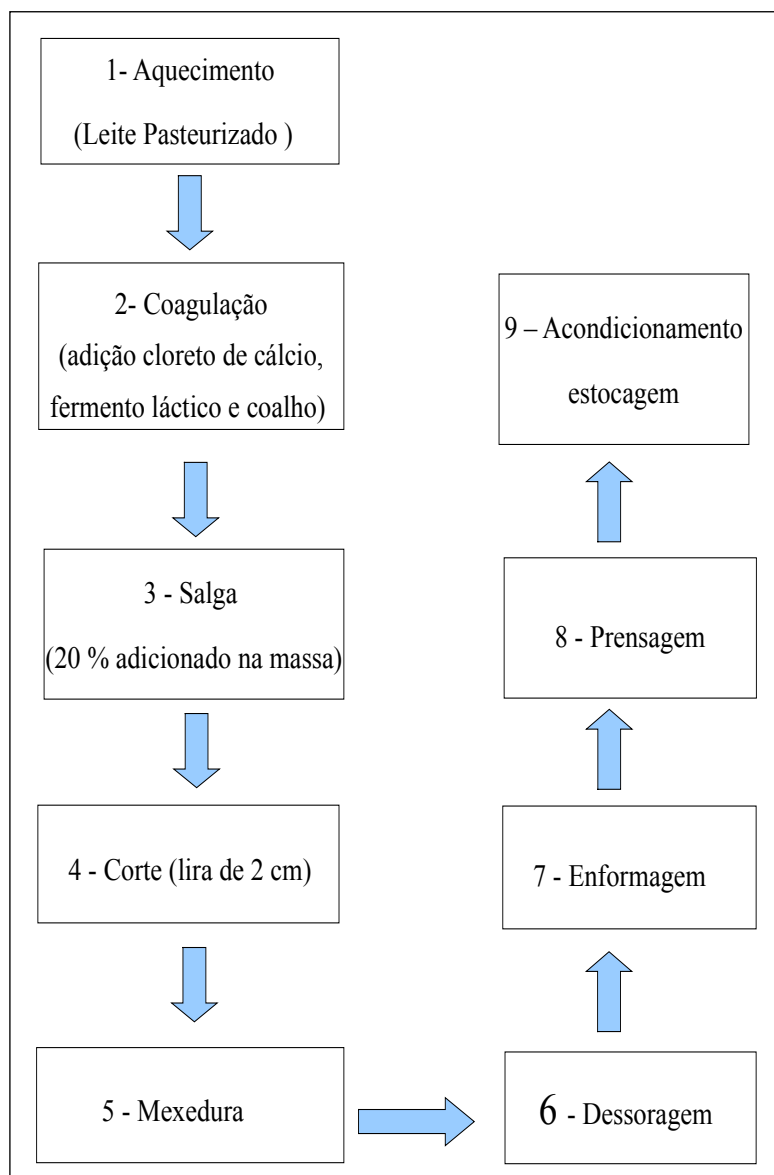 1- Aquecimento
(Leite Pasteurizado )
2- Coagulação
(adição cloreto de cálcio,
fermento láctico e coalho)
3 - Salga
(20 % adicionado na massa)
4 - Corte (lira de 2 cm)
5 - Mexedura
6 - Dessoragem
7 - Enformagem
8 - Prensagem
9 – Acondicionamento
estocagem